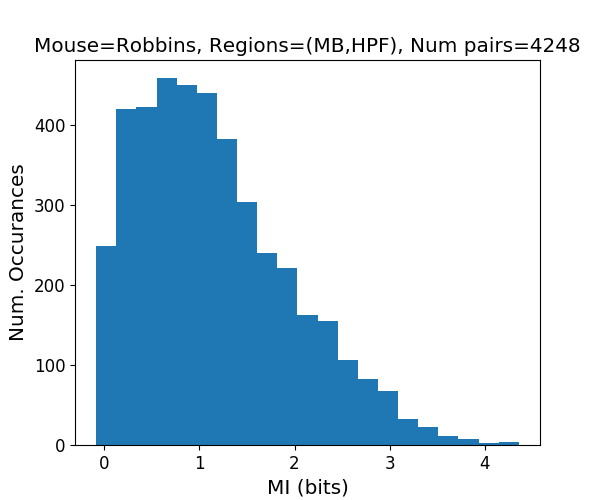 Mouse=Robbins, Regions=(MB,HPF), Num pairs=4248
Num. Occurances
400
300
200
100
0
0 1 2 3 4
MI (bits)